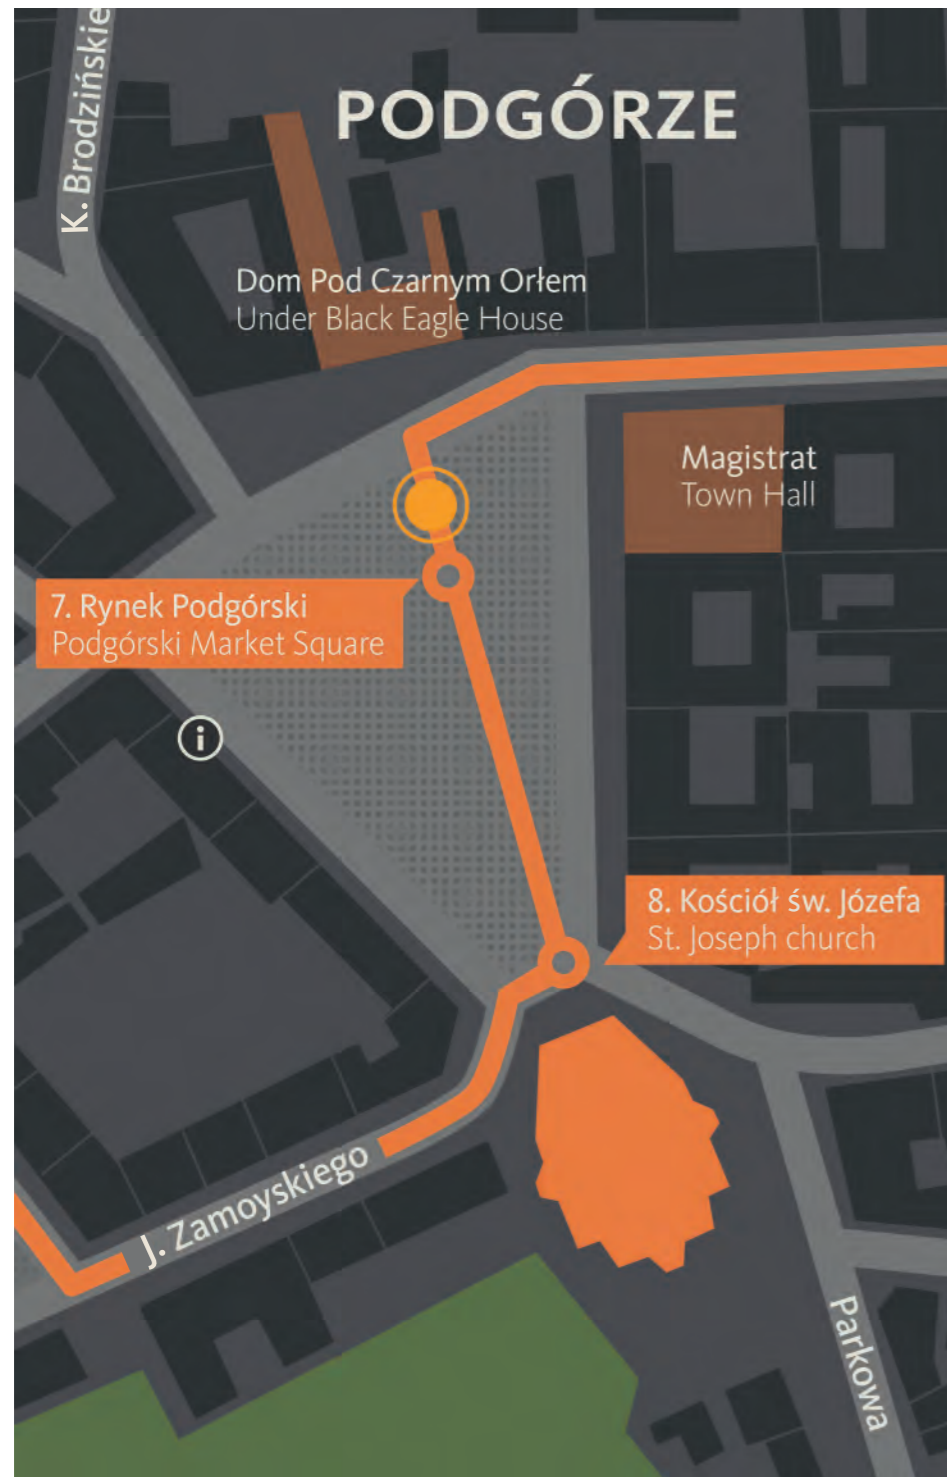 K. Brodzińskie
PODGÓRZE
Dom Pod Czarnym Orłem
Under Black Eagle House
Magistrat
Town Hall
7. Rynek Podgórski
Podgórski Market Square
i
8. Kościół św. Józefa
St. Joseph church
J. Zamoyskiego
Parkowa